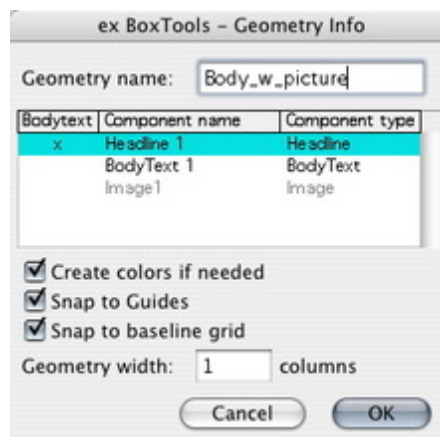 ex BoxTools – Geometry Info
Geometry name: Body_w_picture
Bodytext Component name Component type
x Headline 1 Headline
BodyText 1 BodyText
Image1 Image
Create colors if needed
Snap to Guides
Snap to baseline grid
Geometry width: 1 columns
Cancel OK